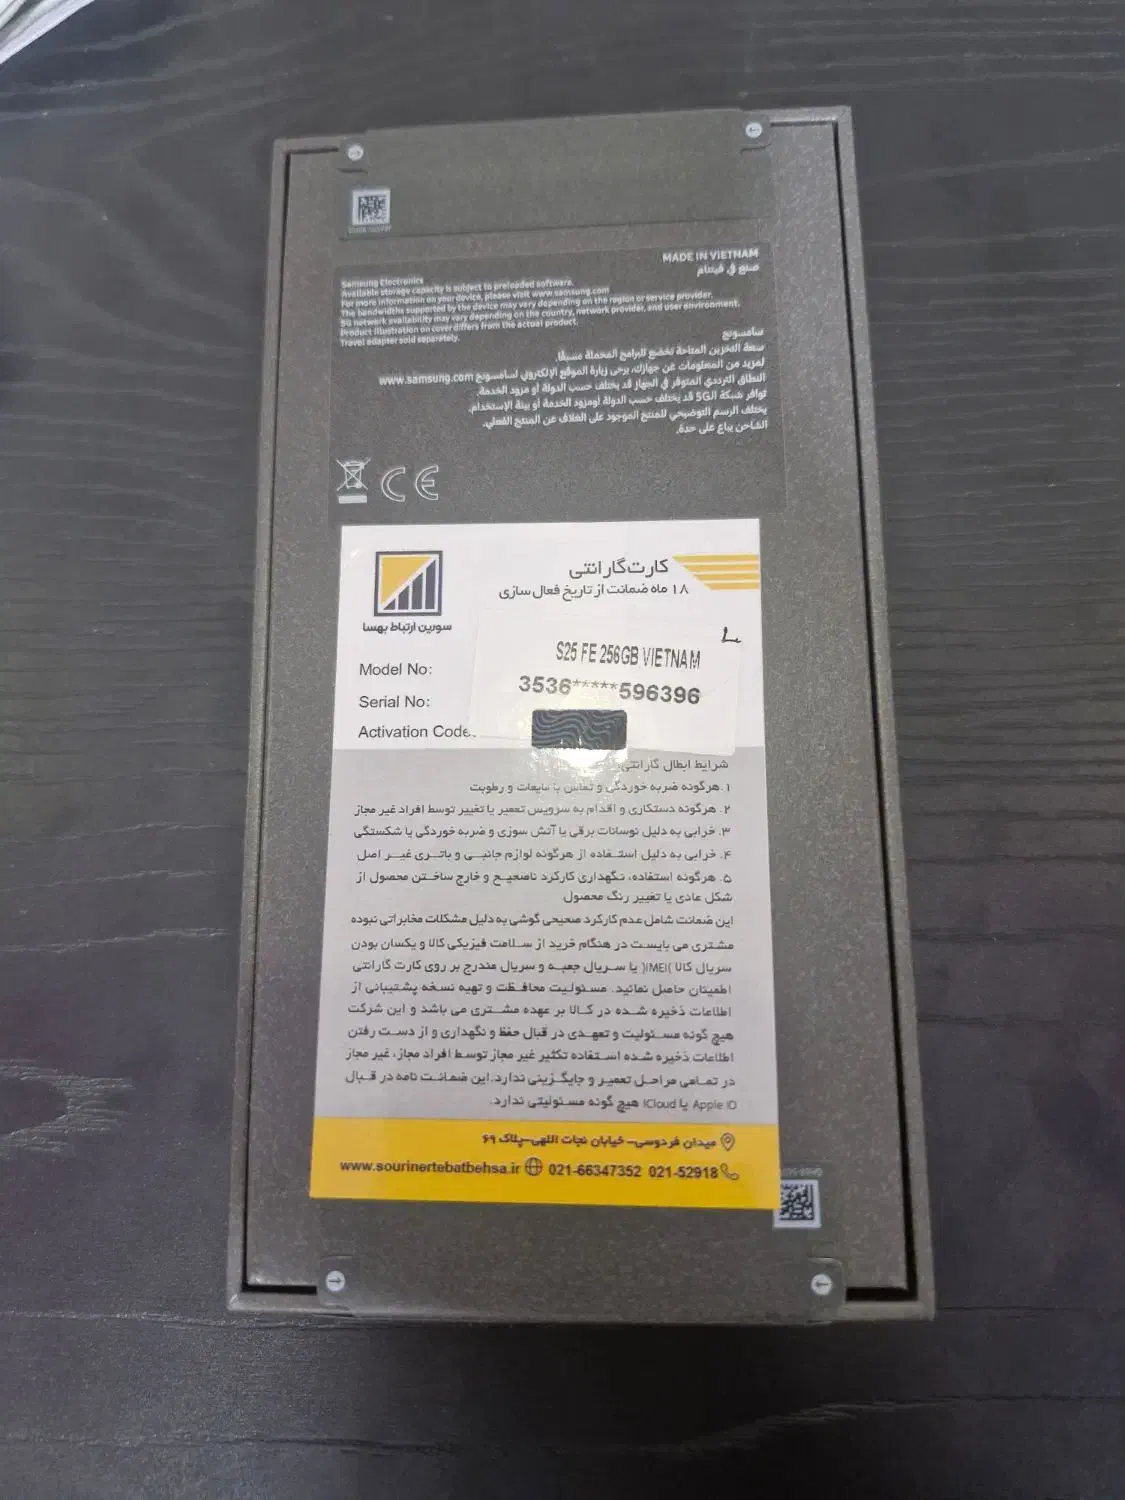 MADE IN VIETNAM
صنع في فيتنام
Samsung Electronics
Available storage capacity is subject to preloaded software.
For more information on your device, please visit www.samsung.com
The bandwidths supported by the device may vary depending on the region or service provider.
5G network availability may vary depending on the country, network provider, and user environment.
Product illustration on cover differs from the actual product.
Travel adapter sold separately.
سامسونج
سعة التخزين المتاحة تخضع للبرامج المحملة مسبقًا.
لمزيد من المعلومات عن جهازك، يرجى زيارة الموقع الإلكتروني لسامسونج www.samsung.com
النطاق الترددي المتوفر في الجهاز قد يختلف حسب الدولة أو مزود الخدمة.
توافر شبكة الـ5G قد يختلف حسب الدولة أومزود الخدمة أو بيئة الإستخدام.
يختلف الرسم التوضيحي للمنتج الموجود على الغلاف عن المنتج الفعلي.
الشاحن يباع على حدة.
CE
کارت گارانتی
۱۸ ماه ضمانت از تاریخ فعال سازی
سورین ارتباط بهسا
S25 FE 256GB VIETNAM
Model No:
3536*****596396
Serial No:
Activation Code:
شرایط ابطال گارانتی:
۱. هرگونه ضربه خوردگی و تماس با مایعات و رطوبت
۲. هرگونه دستکاری و اقدام به سرویس تعمیر یا تغییر توسط افراد غیر مجاز
۳. خرابی به دلیل نوسانات برقی یا آتش سوزی و ضربه خوردگی یا شکستگی
۴. خرابی به دلیل استفاده از هرگونه لوازم جانبی و باتری غیر اصل
۵. هرگونه استفاده، نگهداری کارکرد ناصحیح و خارج ساختن محصول از
شکل عادی یا تغییر رنگ محصول
این ضمانت شامل عدم کارکرد صحیحی گوشی به دلیل مشکلات مخابراتی نبوده
مشتری می بایست در هنگام خرید از سلامت فیزیکی کالا و یکسان بودن
سریال کالا )IMEI( یا سریال جعبه و سریال مندرج بر روی کارت گارانتی
اطمینان حاصل نمائید. مسئولیت محافظت و تهیه نسخه پشتیبانی از
اطلاعات ذخیره شده در کالا بر عهده مشتری می باشد و این شرکت
هیچ گونه مسئولیت و تعهدی در قبال حفظ و نگهداری و از دست رفتن
اطلاعات ذخیره شده استفاده تکثیر غیر مجاز توسط افراد مجاز، غیر مجاز
در تمامی مراحل تعمیر و جایگزینی ندارد. این ضمانت نامه در قبال
Apple ID یا iCloud هیچ گونه مسئولیتی ندارد.
میدان فردوسی- خیابان نجات اللهی-پلاک ۶۹
www.sourinertebatbehsa.ir 021-66347352 021-52918